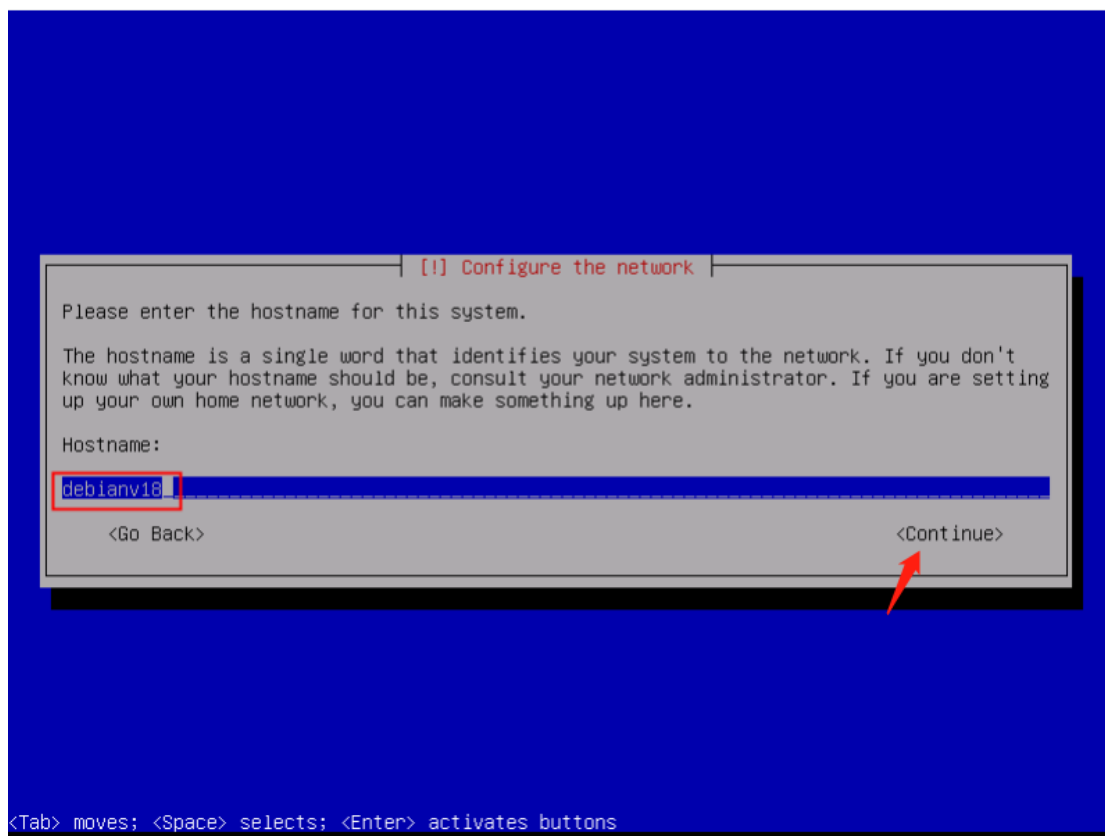 [!] Configure the network
Please enter the hostname for this system.
The hostname is a single word that identifies your system to the network. If you don't
know what your hostname should be, consult your network administrator. If you are setting
up your own home network, you can make something up here.
Hostname:
debianv18
<Go Back> <Continue>
<Tab> moves; <Space> selects; <Enter> activates buttons